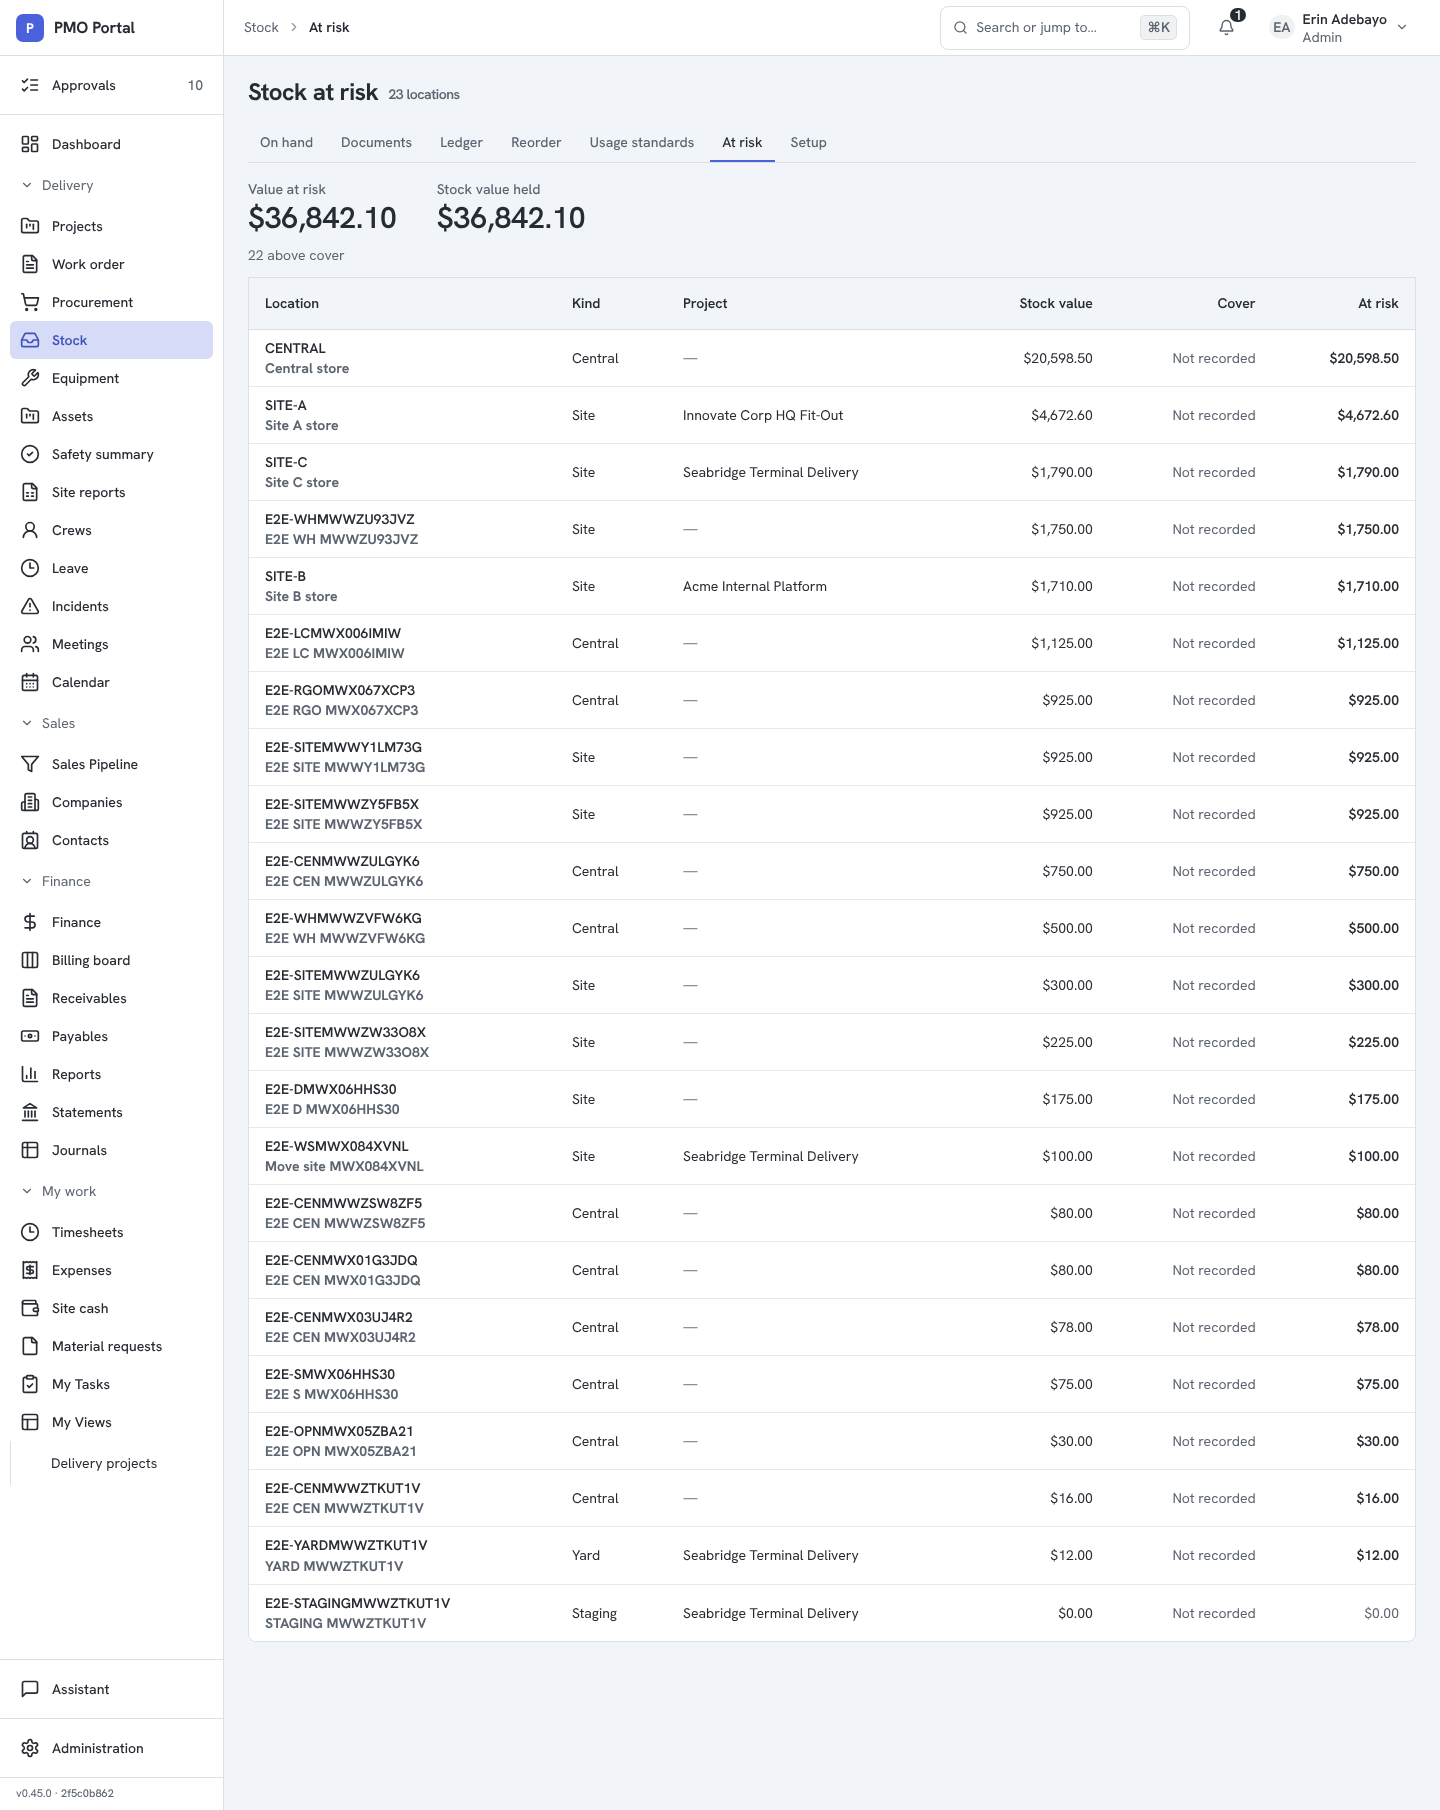 P PMO Portal
Stock > At risk
Search or jump to...
⌘K
1
EA
Erin Adebayo
Admin
Approvals 10
Dashboard
Delivery
Projects
Work order
Procurement
Stock
Equipment
Assets
Safety summary
Site reports
Crews
Leave
Incidents
Meetings
Calendar
Sales
Sales Pipeline
Companies
Contacts
Finance
Finance
Billing board
Receivables
Payables
Reports
Statements
Journals
My work
Timesheets
Expenses
Site cash
Material requests
My Tasks
My Views
Delivery projects
Assistant
Administration
v0.45.0 · 2f5c0b862
Stock at risk 23 locations
On hand Documents Ledger Reorder Usage standards At risk Setup
Value at risk Stock value held
$36,842.10 $36,842.10
22 above cover
Location Kind Project Stock value Cover At risk
CENTRAL
Central store
Central — $20,598.50 Not recorded $20,598.50
SITE-A
Site A store
Site Innovate Corp HQ Fit-Out $4,672.60 Not recorded $4,672.60
SITE-C
Site C store
Site Seabridge Terminal Delivery $1,790.00 Not recorded $1,790.00
E2E-WHMWWZU93JVZ
E2E WH MWWZU93JVZ
Site — $1,750.00 Not recorded $1,750.00
SITE-B
Site B store
Site Acme Internal Platform $1,710.00 Not recorded $1,710.00
E2E-LCMWX006IMIW
E2E LC MWX006IMIW
Central — $1,125.00 Not recorded $1,125.00
E2E-RGOMWX067XCP3
E2E RGO MWX067XCP3
Central — $925.00 Not recorded $925.00
E2E-SITEMWWY1LM73G
E2E SITE MWWY1LM73G
Site — $925.00 Not recorded $925.00
E2E-SITEMWWZY5FB5X
E2E SITE MWWZY5FB5X
Site — $925.00 Not recorded $925.00
E2E-CENMWWZULGYK6
E2E CEN MWWZULGYK6
Central — $750.00 Not recorded $750.00
E2E-WHMWWZVFW6KG
E2E WH MWWZVFW6KG
Central — $500.00 Not recorded $500.00
E2E-SITEMWWZULGYK6
E2E SITE MWWZULGYK6
Site — $300.00 Not recorded $300.00
E2E-SITEMWWZW33O8X
E2E SITE MWWZW33O8X
Site — $225.00 Not recorded $225.00
E2E-DMWX06HHS30
E2E D MWX06HHS30
Site — $175.00 Not recorded $175.00
E2E-WSMWX084XVNL
Move site MWX084XVNL
Site Seabridge Terminal Delivery $100.00 Not recorded $100.00
E2E-CENMWWZSW8ZF5
E2E CEN MWWZSW8ZF5
Central — $80.00 Not recorded $80.00
E2E-CENMWX01G3JDQ
E2E CEN MWX01G3JDQ
Central — $80.00 Not recorded $80.00
E2E-CENMWX03UJ4R2
E2E CEN MWX03UJ4R2
Central — $78.00 Not recorded $78.00
E2E-SMWX06HHS30
E2E S MWX06HHS30
Central — $75.00 Not recorded $75.00
E2E-OPNMWX05ZBA21
E2E OPN MWX05ZBA21
Central — $30.00 Not recorded $30.00
E2E-CENMWWZTKUT1V
E2E CEN MWWZTKUT1V
Central — $16.00 Not recorded $16.00
E2E-YARDMWWZTKUT1V
YARD MWWZTKUT1V
Yard Seabridge Terminal Delivery $12.00 Not recorded $12.00
E2E-STAGINGMWWZTKUT1V
STAGING MWWZTKUT1V
Staging Seabridge Terminal Delivery $0.00 Not recorded $0.00